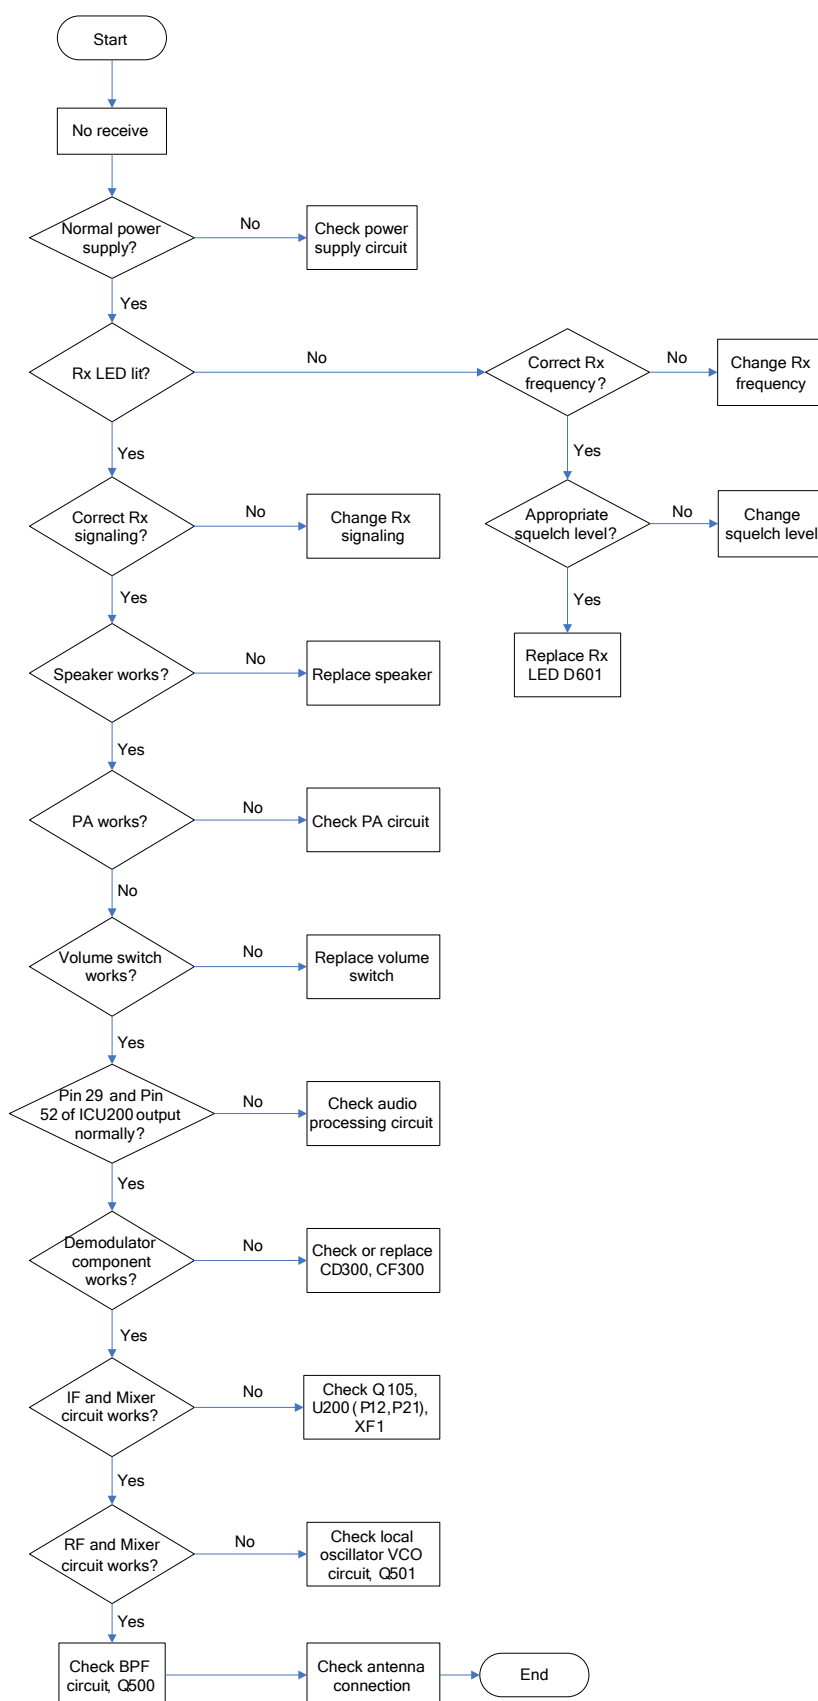 Start
No receive
Normal power
supply?
No
Check power
supply circuit
Yes
Rx LED lit?
No
Correct Rx
frequency?
No
Change Rx
frequency
Yes
Yes
Correct Rx
signaling?
No
Change Rx
signaling
Appropriate
squelch level?
No
Change
squelch level
Yes
Yes
Replace Rx
LED D601
Speaker works?
No
Replace speaker
Yes
PA works?
No
Check PA circuit
No
Volume switch
works?
No
Replace volume
switch
Yes
Pin 29 and Pin
52 of ICU200 output
normally?
No
Check audio
processing circuit
Yes
Demodulator
component
works?
No
Check or replace
CD300, CF300
Yes
IF and Mixer
circuit works?
No
Check Q105,
U200 (P12,P21),
XF1
Yes
RF and Mixer
circuit works?
No
Check local
oscillator VCO
circuit, Q501
Yes
Check BPF
circuit, Q500
Check antenna
connection
End